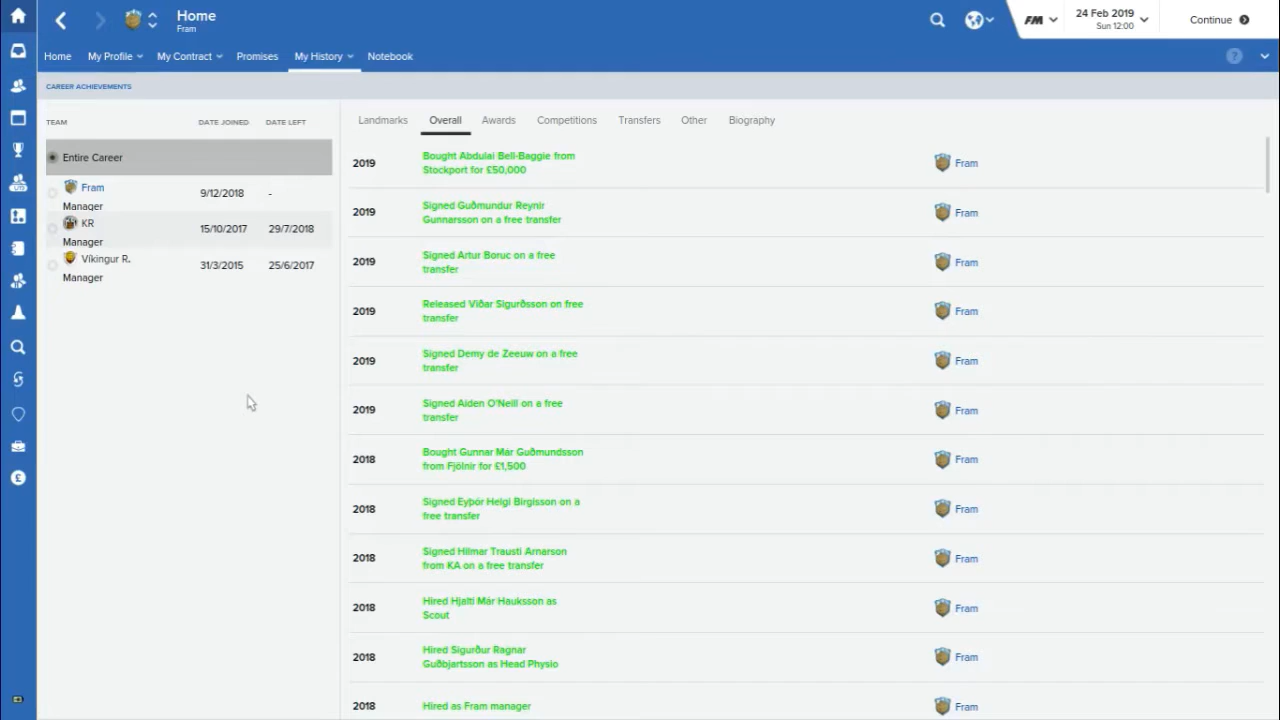 Home
Fram
FM
24 Feb 2019
Sun 12:00
Continue
Home
My Profile
My Contract
Promises
My History
Notebook
?
CAREER ACHIEVEMENTS
TEAM
DATE JOINED
DATE LEFT
Entire Career
Fram
9/12/2018
-
Manager
KR
15/10/2017
29/7/2018
Manager
Víkingur R.
31/3/2015
25/6/2017
Manager
Landmarks
Overall
Awards
Competitions
Transfers
Other
Biography
2019
Bought Abdulai Bell-Baggie from
Stockport for £50,000
Fram
2019
Signed Guðmundur Reynir
Gunnarsson on a free transfer
Fram
2019
Signed Artur Boruc on a free
transfer
Fram
2019
Released Viðar Sigurðsson on free
transfer
Fram
2019
Signed Demy de Zeeuw on a free
transfer
Fram
2019
Signed Aiden O'Neill on a free
transfer
Fram
2018
Bought Gunnar Már Guðmundsson
from Fjölnir for £1,500
Fram
2018
Signed Eyþór Helgi Birgisson on a
free transfer
Fram
2018
Signed Hilmar Trausti Arnarson
from KA on a free transfer
Fram
2018
Hired Hjalti Már Hauksson as
Scout
Fram
2018
Hired Sigurður Ragnar
Guðbjartsson as Head Physio
Fram
2018
Hired as Fram manager
Fram